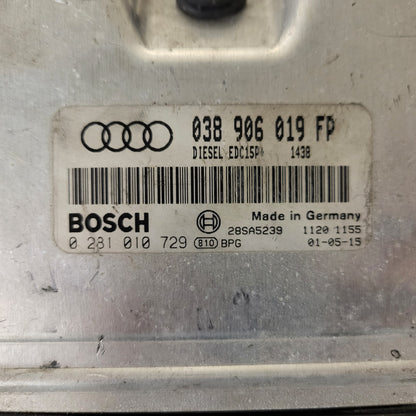 038 906 019 FP
DIESEL EDC15P+ 1438
BOSCH
Made in Germany
28SA5239 1120 1155
0 281 010 729 810 BPG 01-05-15